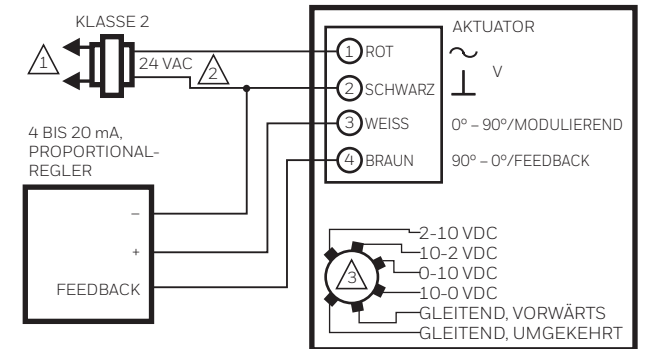 KLASSE 2
1
24 VAC
2
4 BIS 20 mA,
PROPORTIONAL-
REGLER
–
+
FEEDBACK
AKTUATOR
1 ROT
V
2 SCHWARZ
3 WEISS 0° – 90°/MODULIEREND
4 BRAUN 90° – 0°/FEEDBACK
3
2-10 VDC
10-2 VDC
0-10 VDC
10-0 VDC
GLEITEND, VORWÄRTS
GLEITEND, UMGEKEHRT